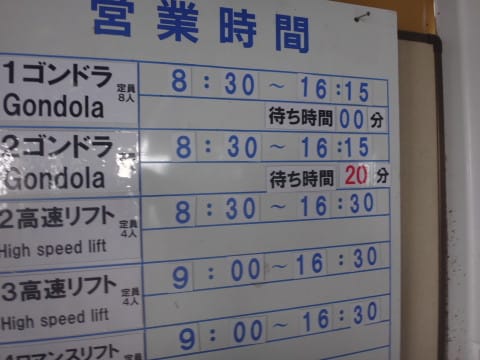 営業時間
1ゴンドラ 定員8人 8:30~16:15
Gondola 待ち時間 00 分
2ゴンドラ 8:30~16:15
Gondola 待ち時間 20 分
2高速リフト 定員4人 8:30~16:30
High speed lift
3高速リフト 定員4人 9:00~16:30
High speed lift
ロマンスリフト 定員 9:00~16:30